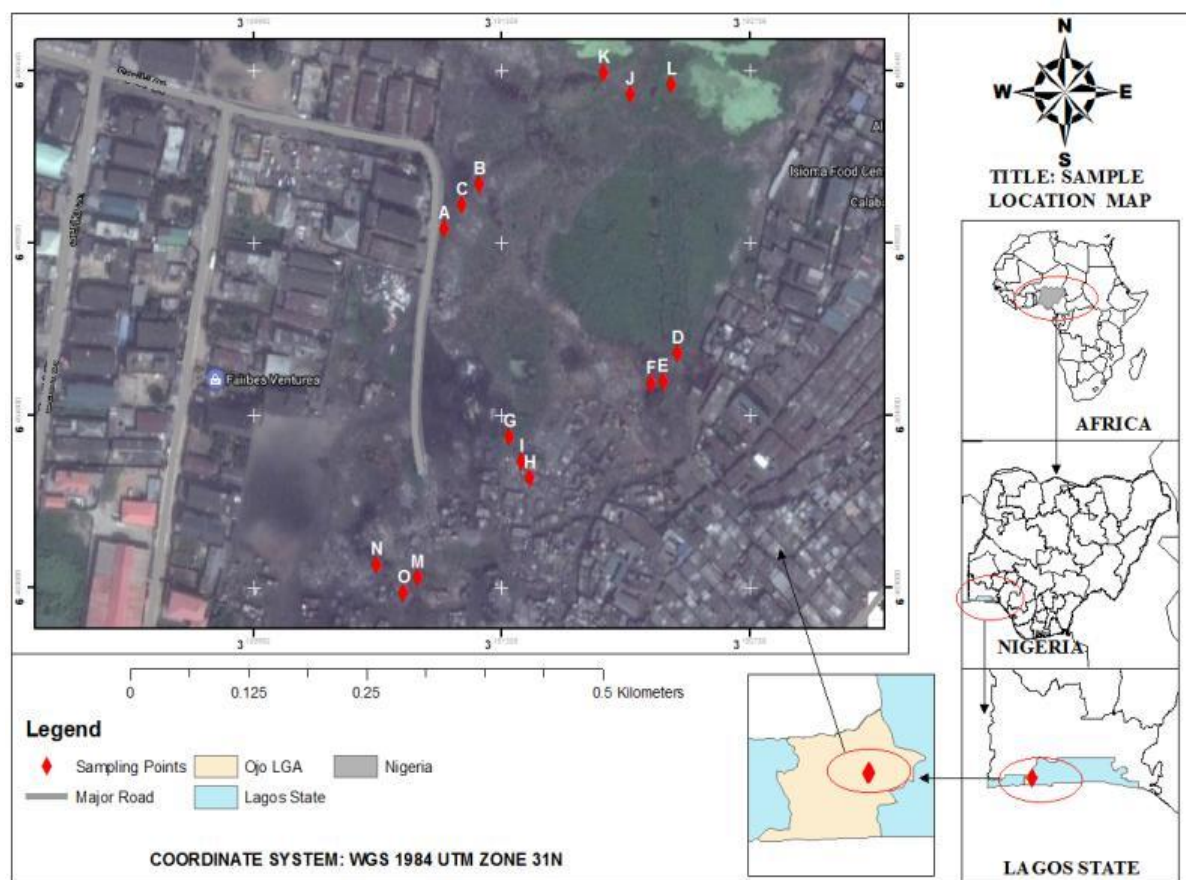 K
J
L
B
C
A
Isioma Food Cen
Calaba
D
F E
Fajibes Ventures
G
I
H
N
M
O
0 0.125 0.25 0.5 Kilometers
Legend
Sampling Points
Ojo LGA
Nigeria
Major Road
Lagos State
COORDINATE SYSTEM: WGS 1984 UTM ZONE 31N
N
W E
S
TITLE: SAMPLE
LOCATION MAP
AFRICA
NIGERIA
LAGOS STATE